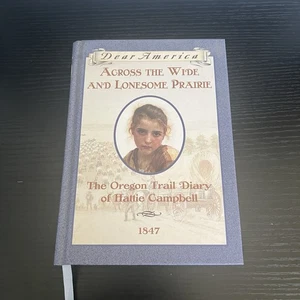 Dear America
ACROSS THE WIDE
AND LONESOME PRAIRIE
The Oregon Trail Diary
of Hattie Campbell
1847